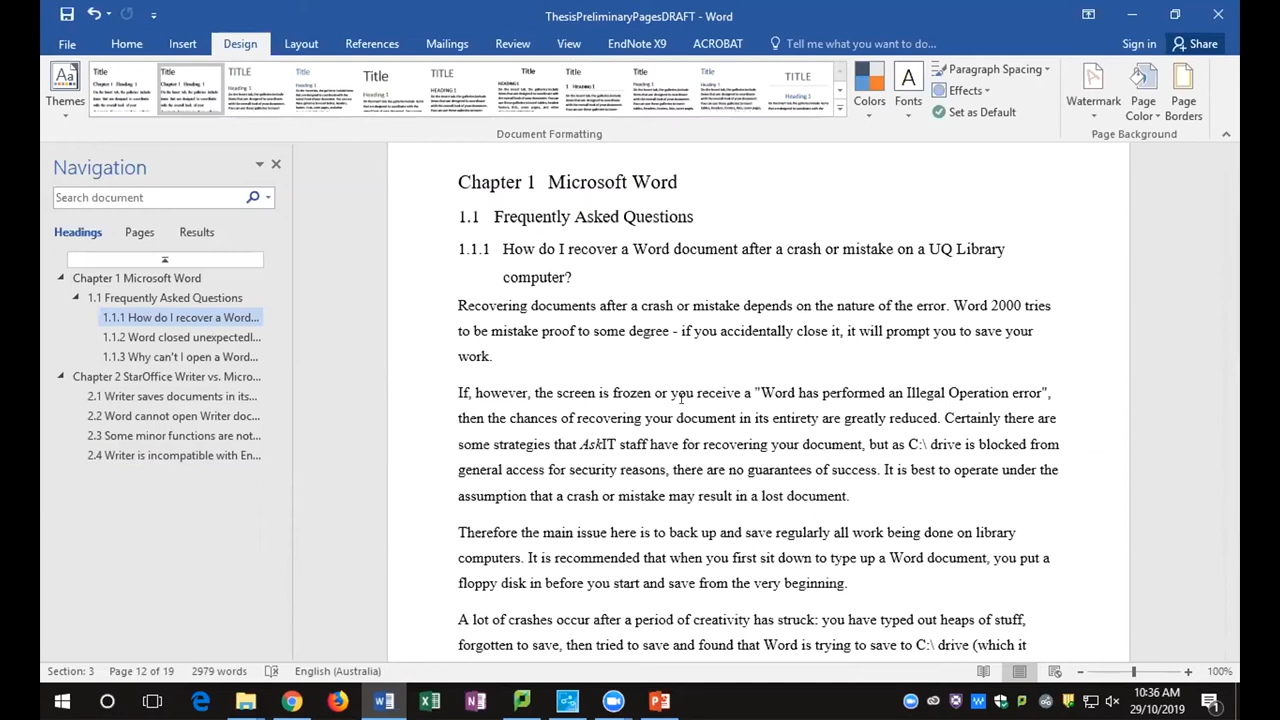 ThesisPreliminaryPagesDRAFT - Word
File Home Insert Design Layout References Mailings Review View EndNote X9 ACROBAT Tell me what you want to do... Sign in Share
Themes
Colors
Fonts
Paragraph Spacing
Effects
Set as Default
Watermark
Page Color
Page Borders
Document Formatting
Page Background
Navigation
Search document
Headings Pages Results
Chapter 1 Microsoft Word
1.1 Frequently Asked Questions
1.1.1 How do I recover a Word...
1.1.2 Word closed unexpectedl...
1.1.3 Why can't I open a Word...
Chapter 2 StarOffice Writer vs. Micro...
2.1 Writer saves documents in its...
2.2 Word cannot open Writer doc...
2.3 Some minor functions are not...
2.4 Writer is incompatible with En...
Chapter 1 Microsoft Word
1.1 Frequently Asked Questions
1.1.1 How do I recover a Word document after a crash or mistake on a UQ Library
computer?
Recovering documents after a crash or mistake depends on the nature of the error. Word 2000 tries
to be mistake proof to some degree - if you accidentally close it, it will prompt you to save your
work.
If, however, the screen is frozen or you receive a "Word has performed an Illegal Operation error",
then the chances of recovering your document in its entirety are greatly reduced. Certainly there are
some strategies that AskIT staff have for recovering your document, but as C:\ drive is blocked from
general access for security reasons, there are no guarantees of success. It is best to operate under the
assumption that a crash or mistake may result in a lost document.
Therefore the main issue here is to back up and save regularly all work being done on library
computers. It is recommended that when you first sit down to type up a Word document, you put a
floppy disk in before you start and save from the very beginning.
A lot of crashes occur after a period of creativity has struck: you have typed out heaps of stuff,
forgotten to save, then tried to save and found that Word is trying to save to C:\ drive (which it
Section: 3 Page 12 of 19 2979 words English (Australia) 100%
10:36 AM
29/10/2019